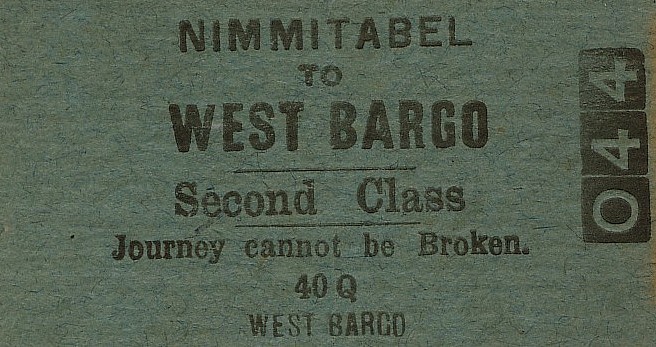 NIMMITABEL
TO
WEST BARGO
Second Class
Journey cannot be Broken.
40 Q
WEST BARGO
044